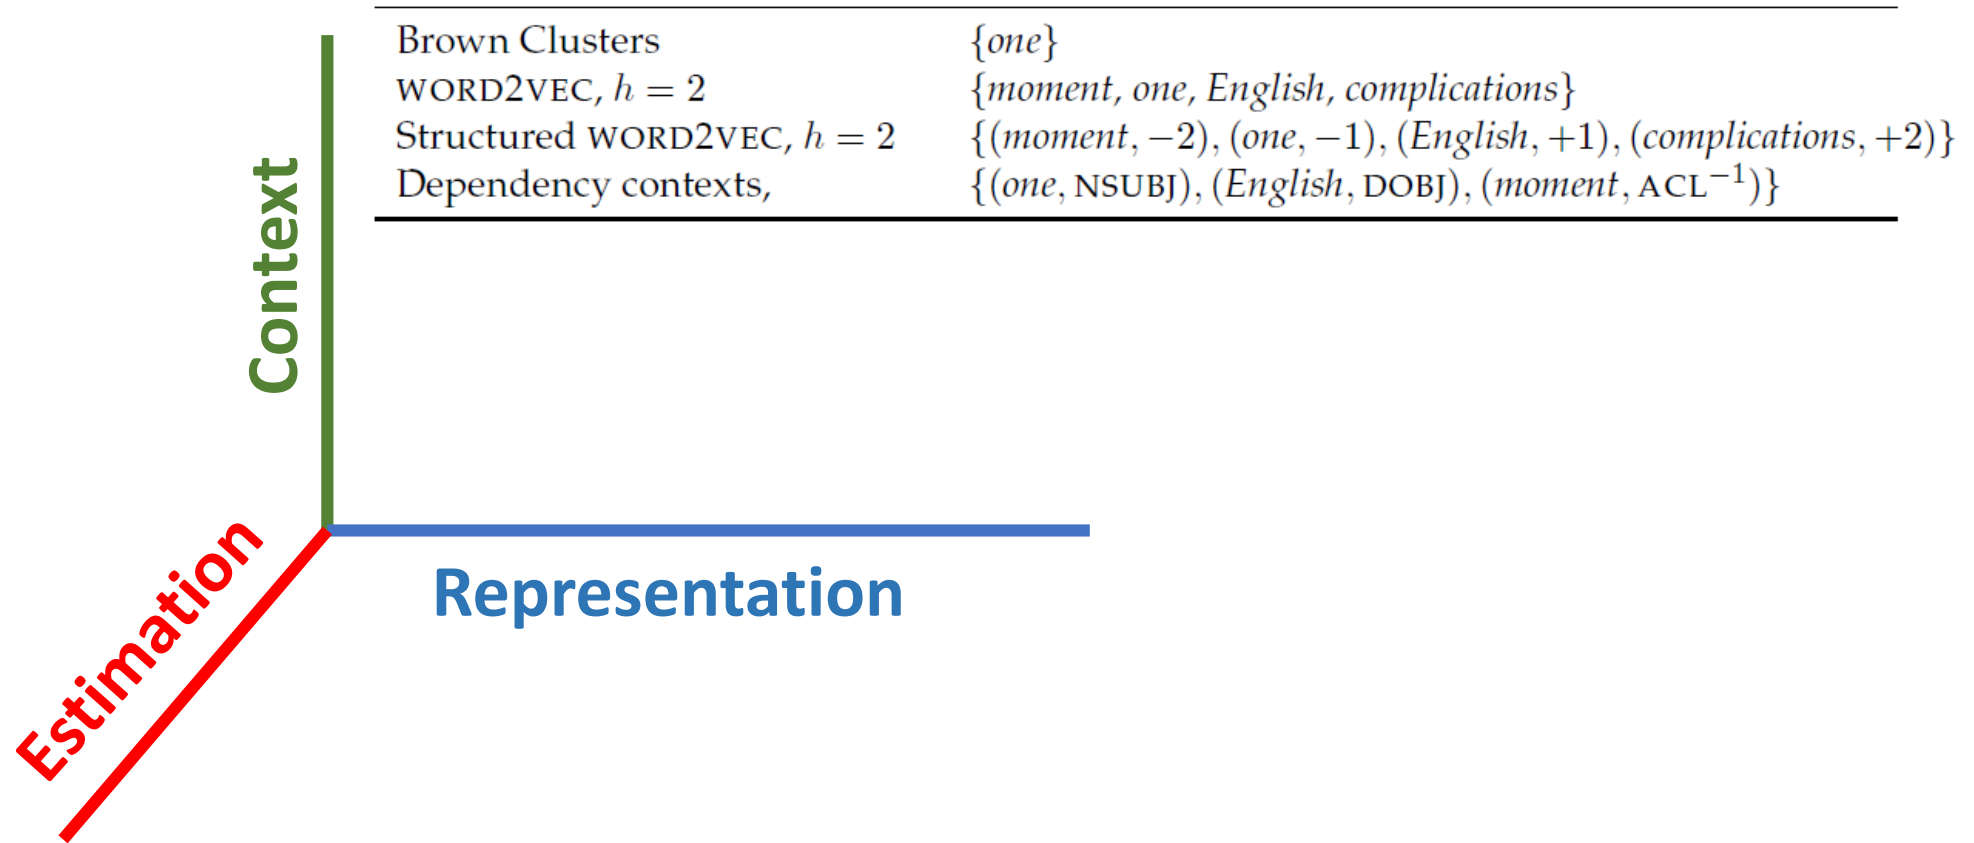 Brown Clusters {one}
WORD2VEC, h = 2 {moment, one, English, complications}
Structured WORD2VEC, h = 2 {(moment, −2), (one, −1), (English, +1), (complications, +2)}
Dependency contexts, {(one, NSUBJ), (English, DOBJ), (moment, ACL⁻¹)}
Context
Representation
Estimation